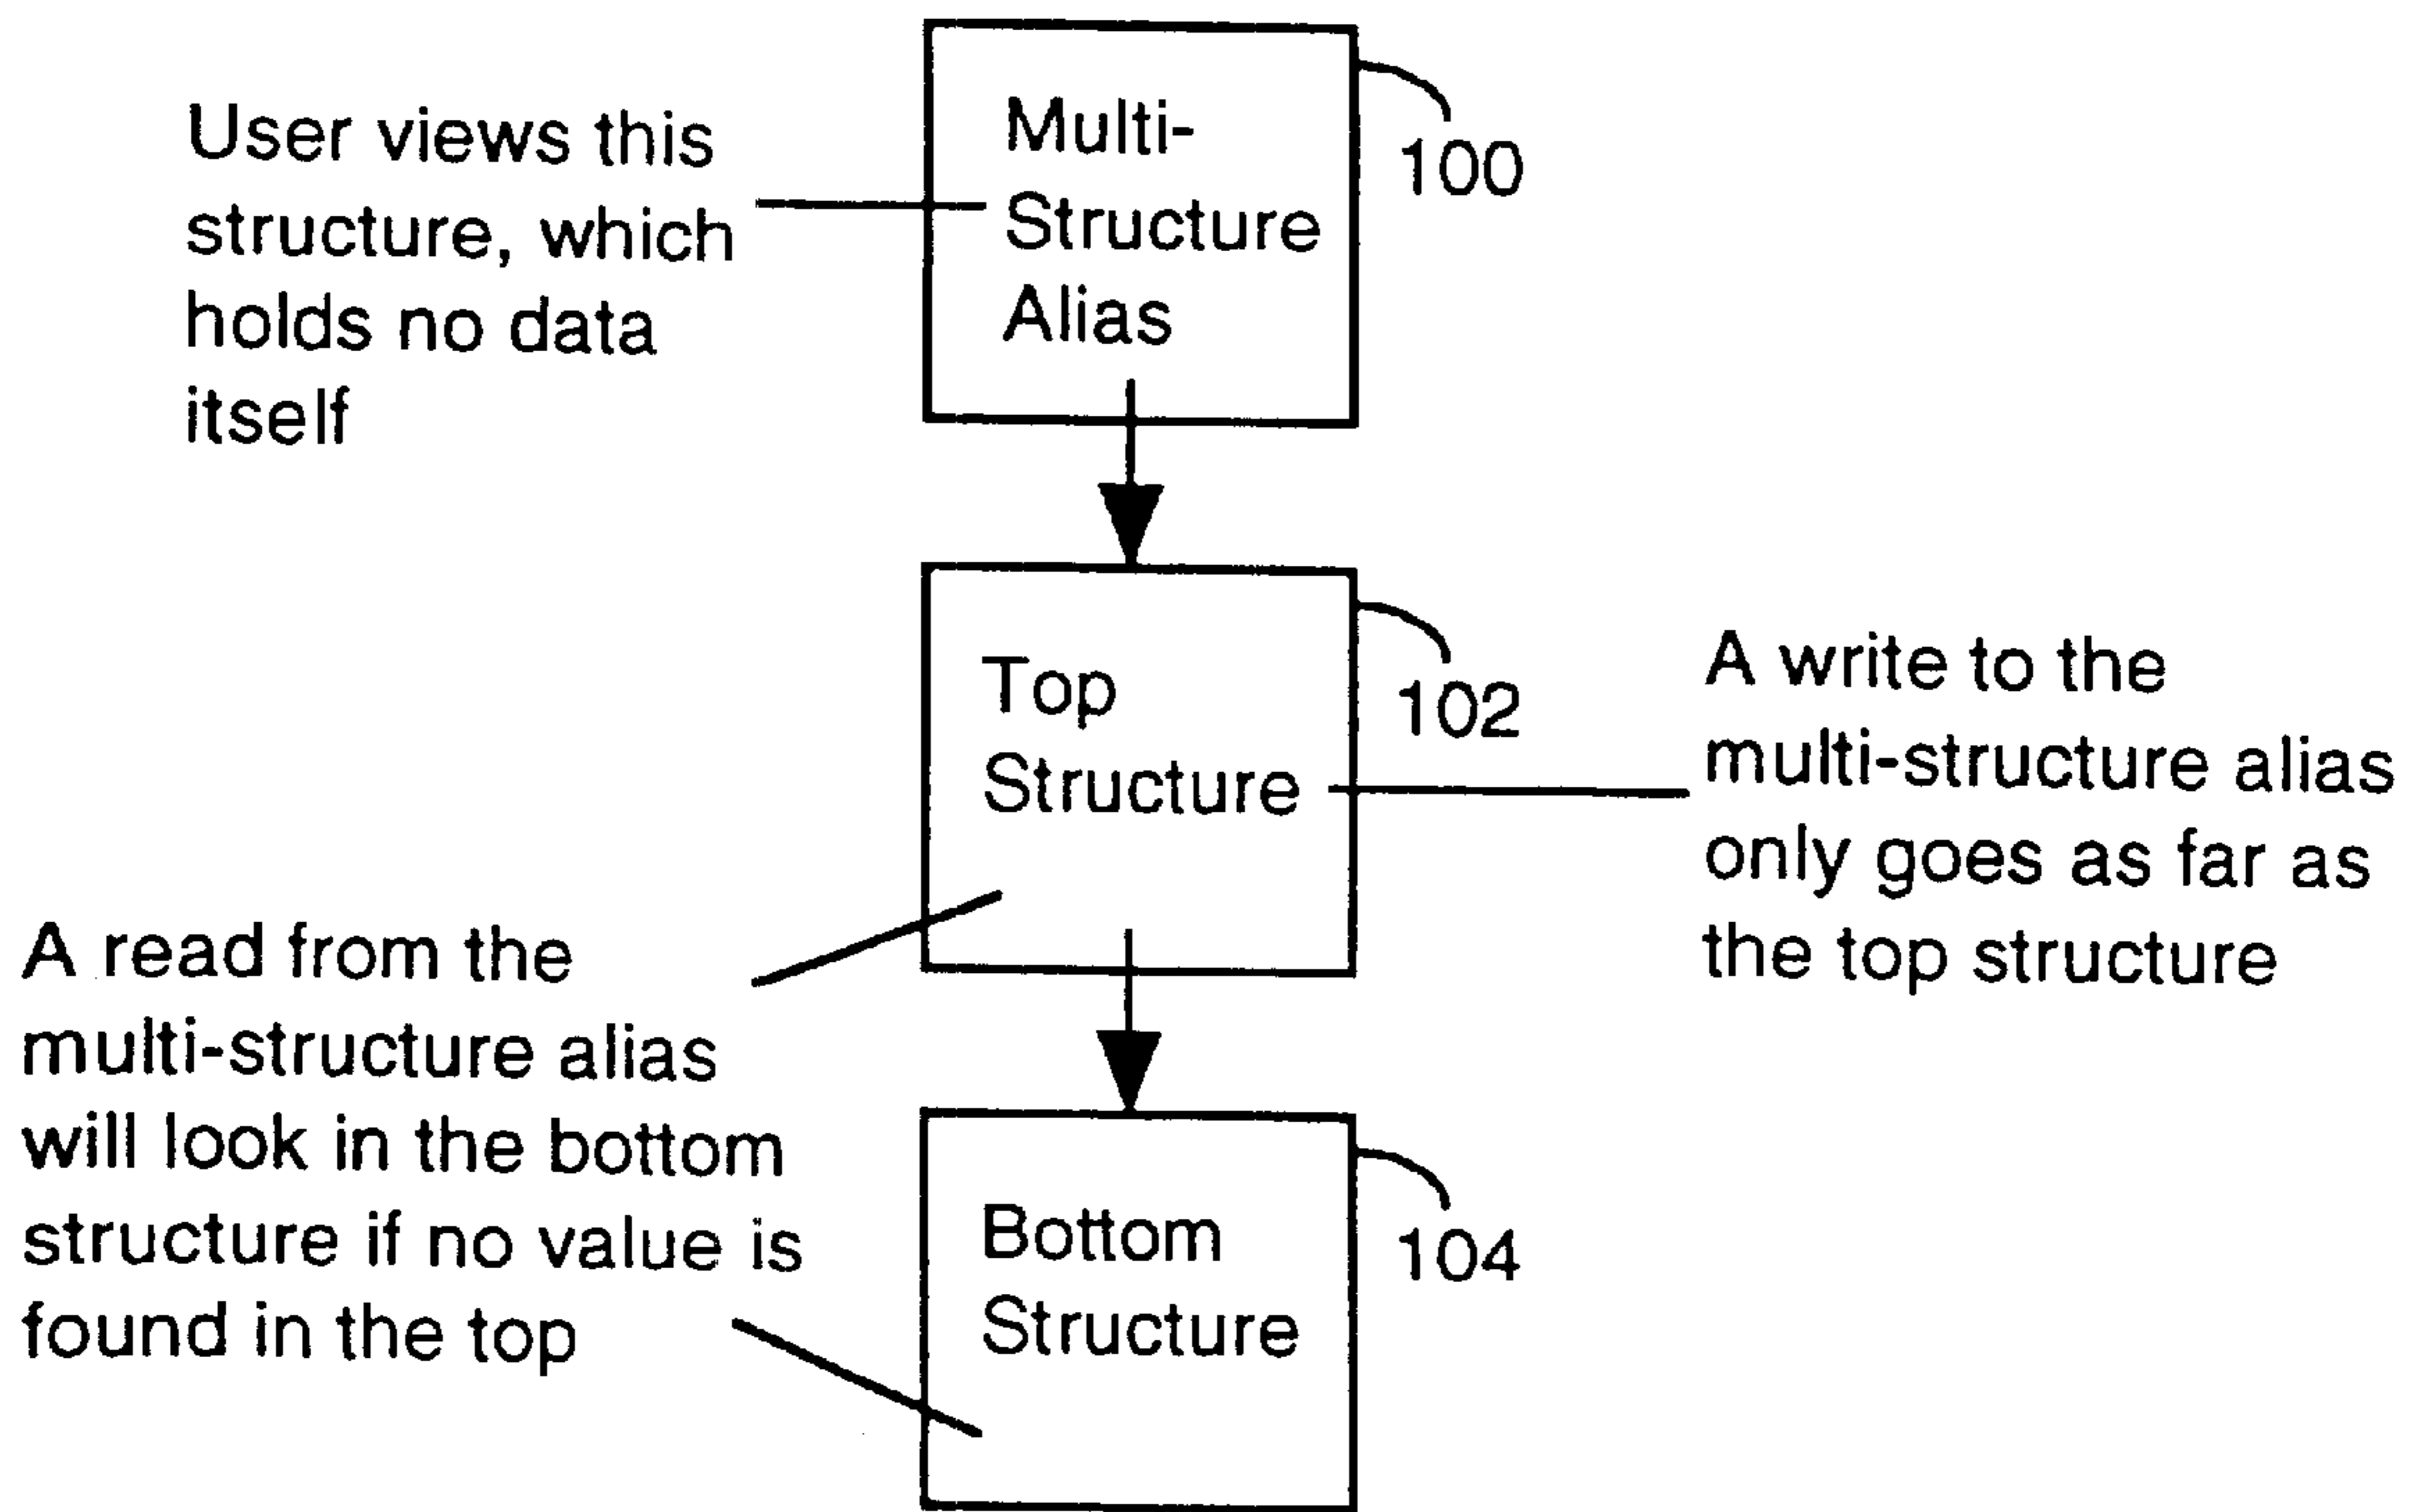 User views this
structure, which
holds no data
itself
Multi-
Structure
Alias
100
Top
Structure
102
A write to the
multi-structure alias
only goes as far as
the top structure
A read from the
multi-structure alias
will look in the bottom
structure if no value is
found in the top
Bottom
Structure
104